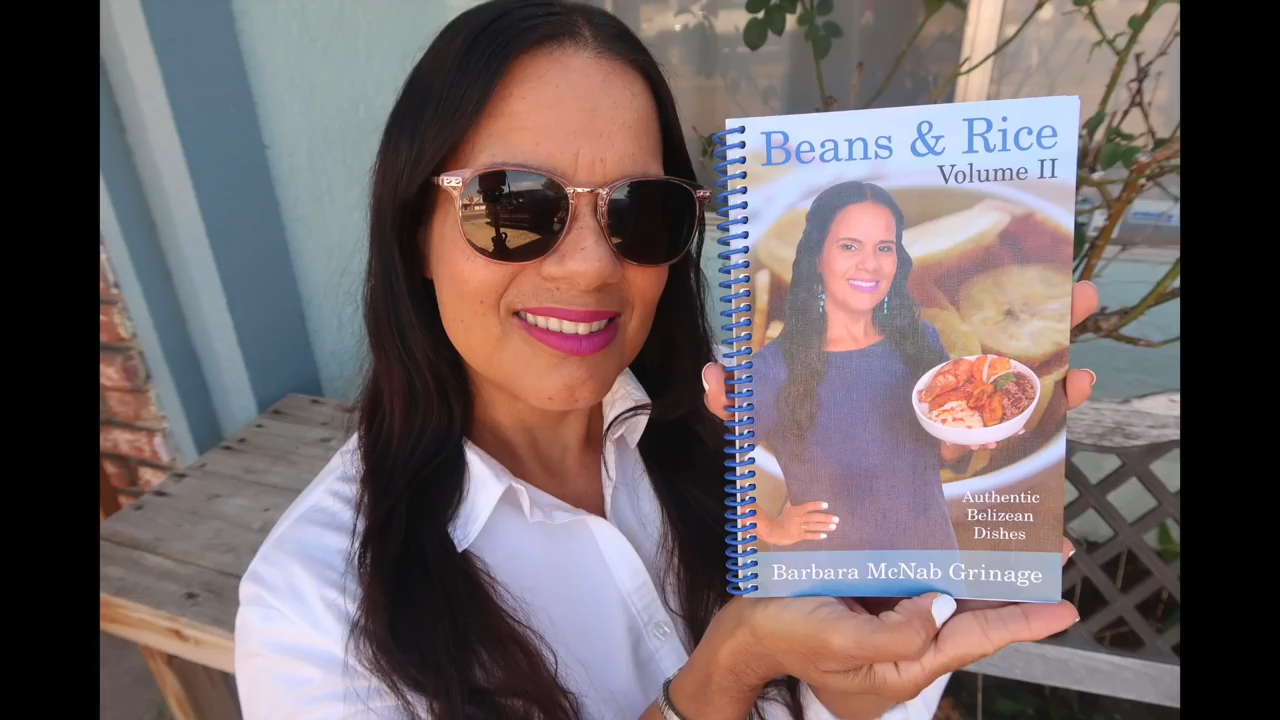 Beans & Rice
Volume II
Authentic
Belizean
Dishes
Barbara McNab Grinage